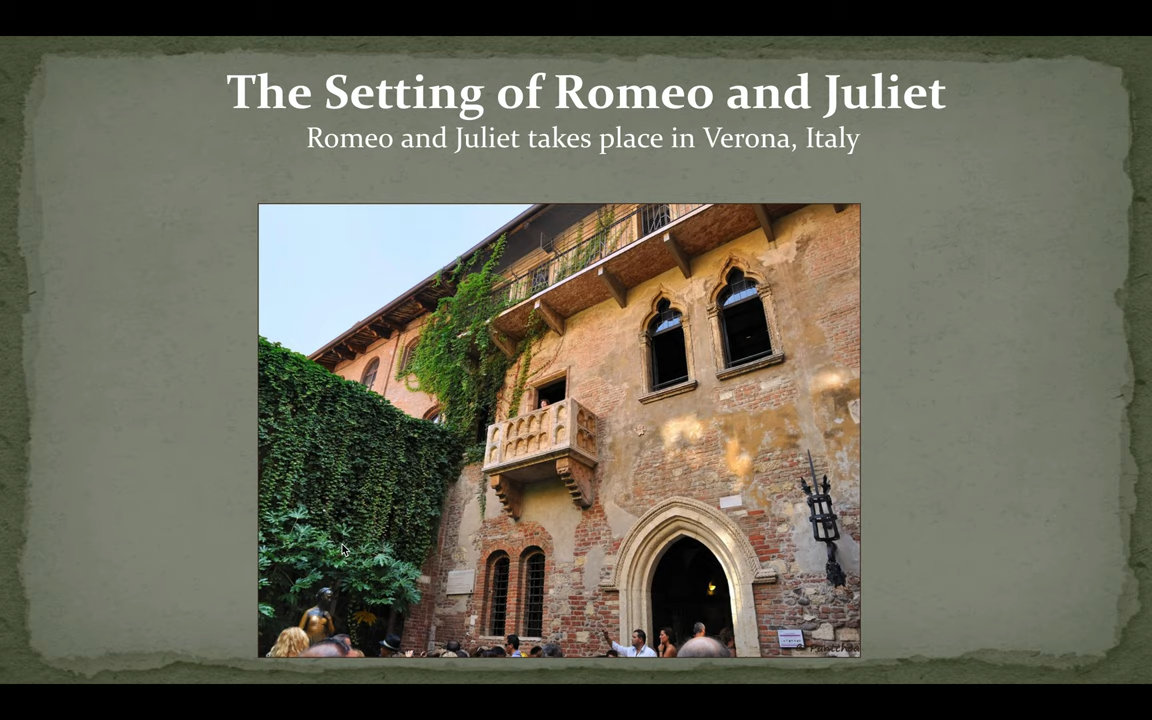 The Setting of Romeo and Juliet
Romeo and Juliet takes place in Verona, Italy